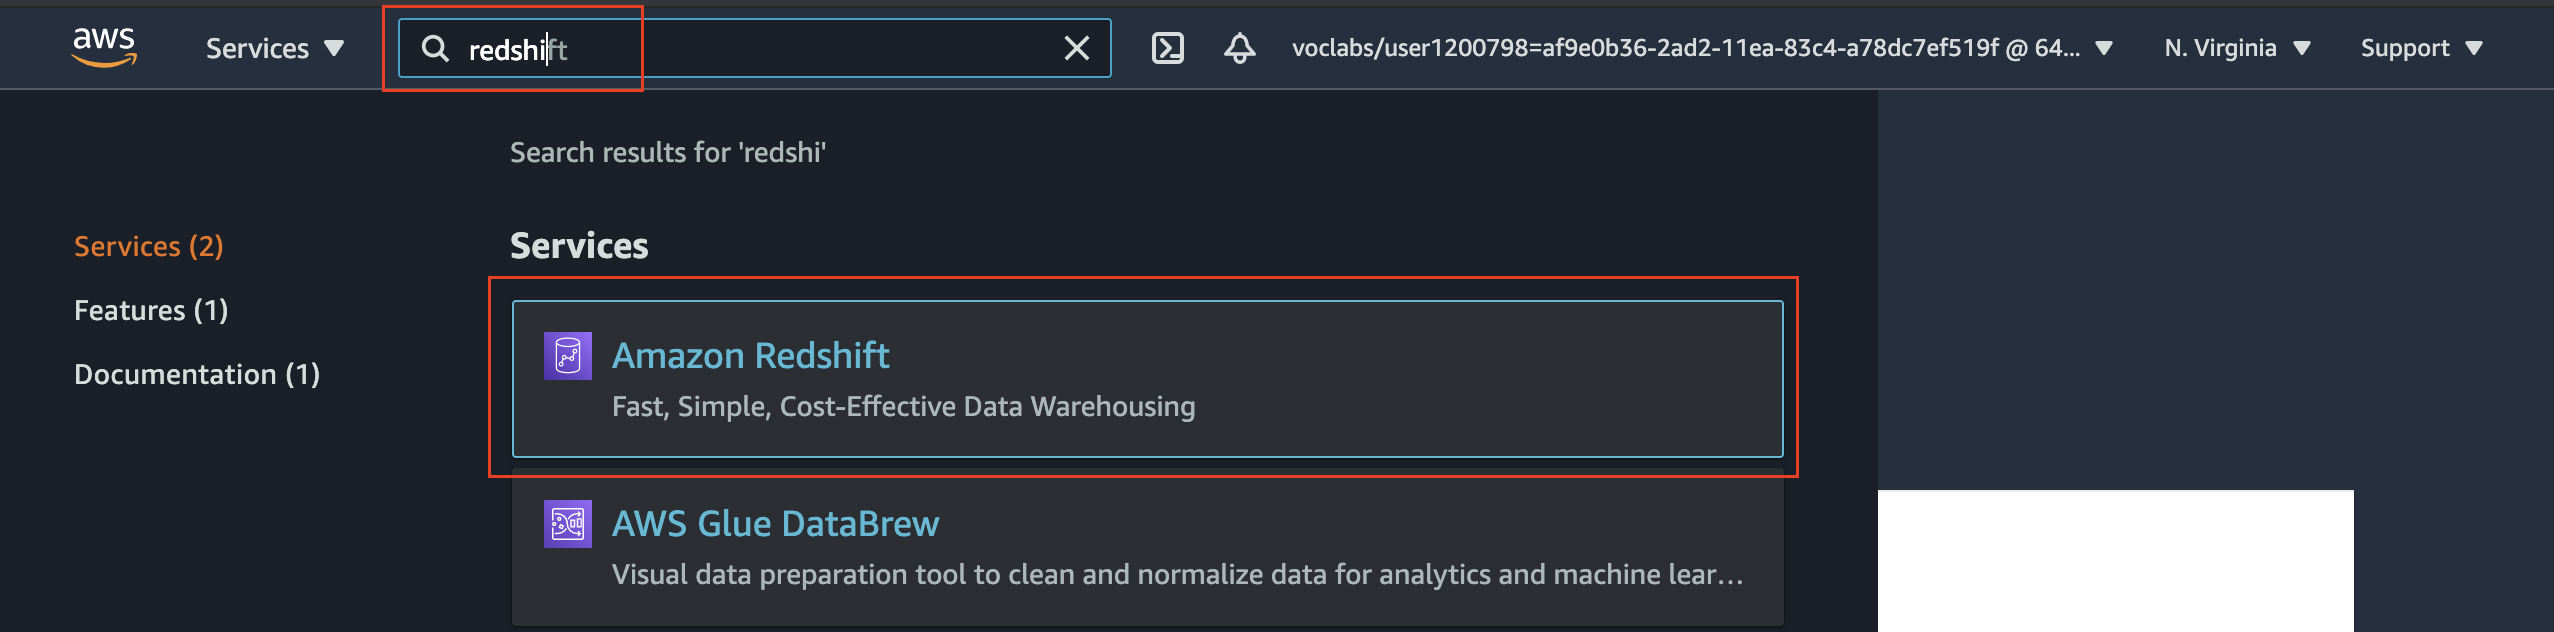 aws
Services
redshift
voclabs/user1200798=af9e0b36-2ad2-11ea-83c4-a78dc7ef519f @ 64...
N. Virginia
Support
Search results for 'redshi'
Services (2)
Features (1)
Documentation (1)
Services
Amazon Redshift
Fast, Simple, Cost-Effective Data Warehousing
AWS Glue DataBrew
Visual data preparation tool to clean and normalize data for analytics and machine lear...